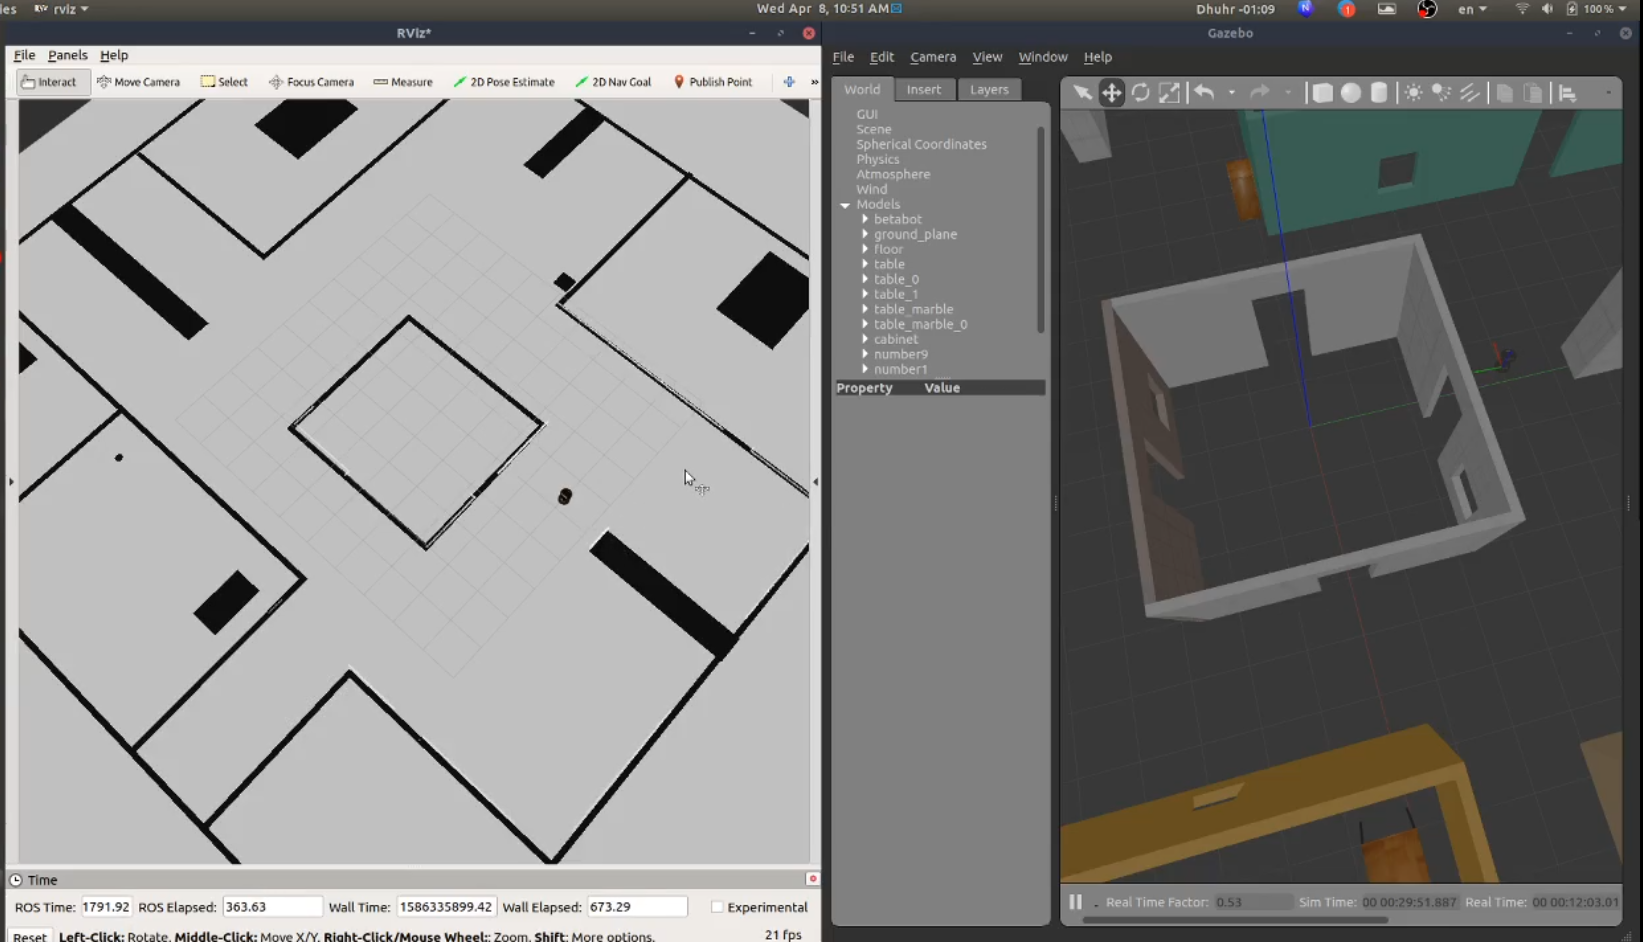 ies rviz Wed Apr 8, 10:51 AM Dhuhr -01:09 N 1 en 100 %
RViz*
File Panels Help
Interact Move Camera Select Focus Camera Measure 2D Pose Estimate 2D Nav Goal Publish Point »
Time
ROS Time: 1791.92 ROS Elapsed: 363.63 Wall Time: 1586335899.42 Wall Elapsed: 673.29 Experimental
Reset Left-Click: Rotate. Middle-Click: Move X/Y. Right-Click/Mouse Wheel:: Zoom. Shift: More options. 21 fps
Gazebo
File Edit Camera View Window Help
World Insert Layers
GUI
Scene
Spherical Coordinates
Physics
Atmosphere
Wind
Models
betabot
ground_plane
floor
table
table_0
table_1
table_marble
table_marble_0
cabinet
number9
number1
Property Value
Real Time Factor: 0.53 Sim Time: 00 00:29:51.887 Real Time: 00 00:12:03.01